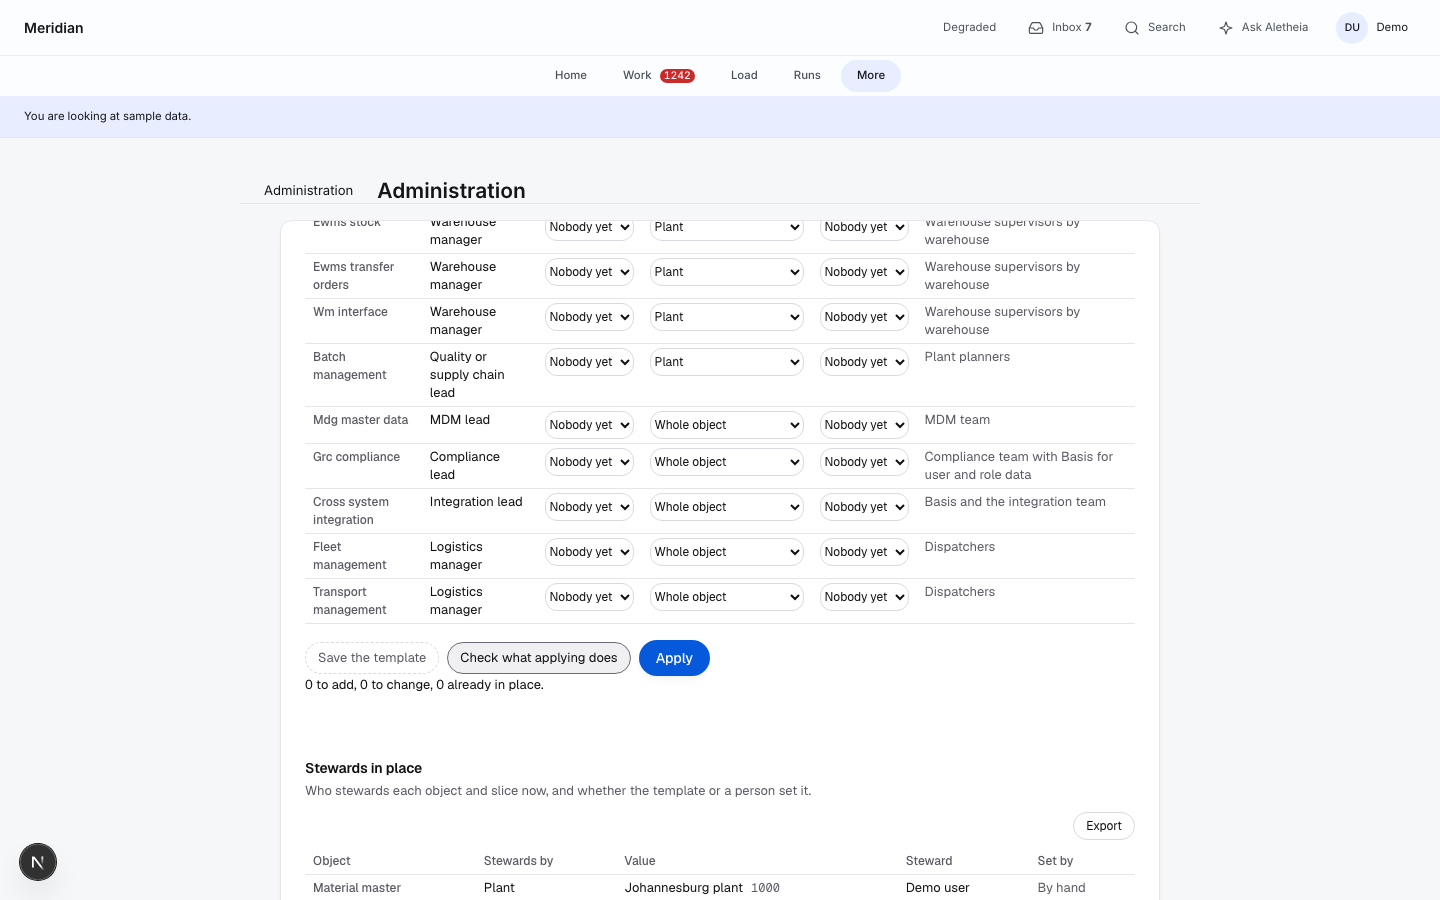 Meridian
Degraded
Inbox 7
Search
Ask Aletheia
DU
Demo
Home
Work 1242
Load
Runs
More
You are looking at sample data.
Administration
Administration
Ewms stock
Warehouse manager
Nobody yet
Plant
Nobody yet
Warehouse supervisors by warehouse
Ewms transfer orders
Warehouse manager
Nobody yet
Plant
Nobody yet
Warehouse supervisors by warehouse
Wm interface
Warehouse manager
Nobody yet
Plant
Nobody yet
Warehouse supervisors by warehouse
Batch management
Quality or supply chain lead
Nobody yet
Plant
Nobody yet
Plant planners
Mdg master data
MDM lead
Nobody yet
Whole object
Nobody yet
MDM team
Grc compliance
Compliance lead
Nobody yet
Whole object
Nobody yet
Compliance team with Basis for user and role data
Cross system integration
Integration lead
Nobody yet
Whole object
Nobody yet
Basis and the integration team
Fleet management
Logistics manager
Nobody yet
Whole object
Nobody yet
Dispatchers
Transport management
Logistics manager
Nobody yet
Whole object
Nobody yet
Dispatchers
Save the template
Check what applying does
Apply
0 to add, 0 to change, 0 already in place.
Stewards in place
Who stewards each object and slice now, and whether the template or a person set it.
Export
Object
Stewards by
Value
Steward
Set by
Material master
Plant
Johannesburg plant 1000
Demo user
By hand
N